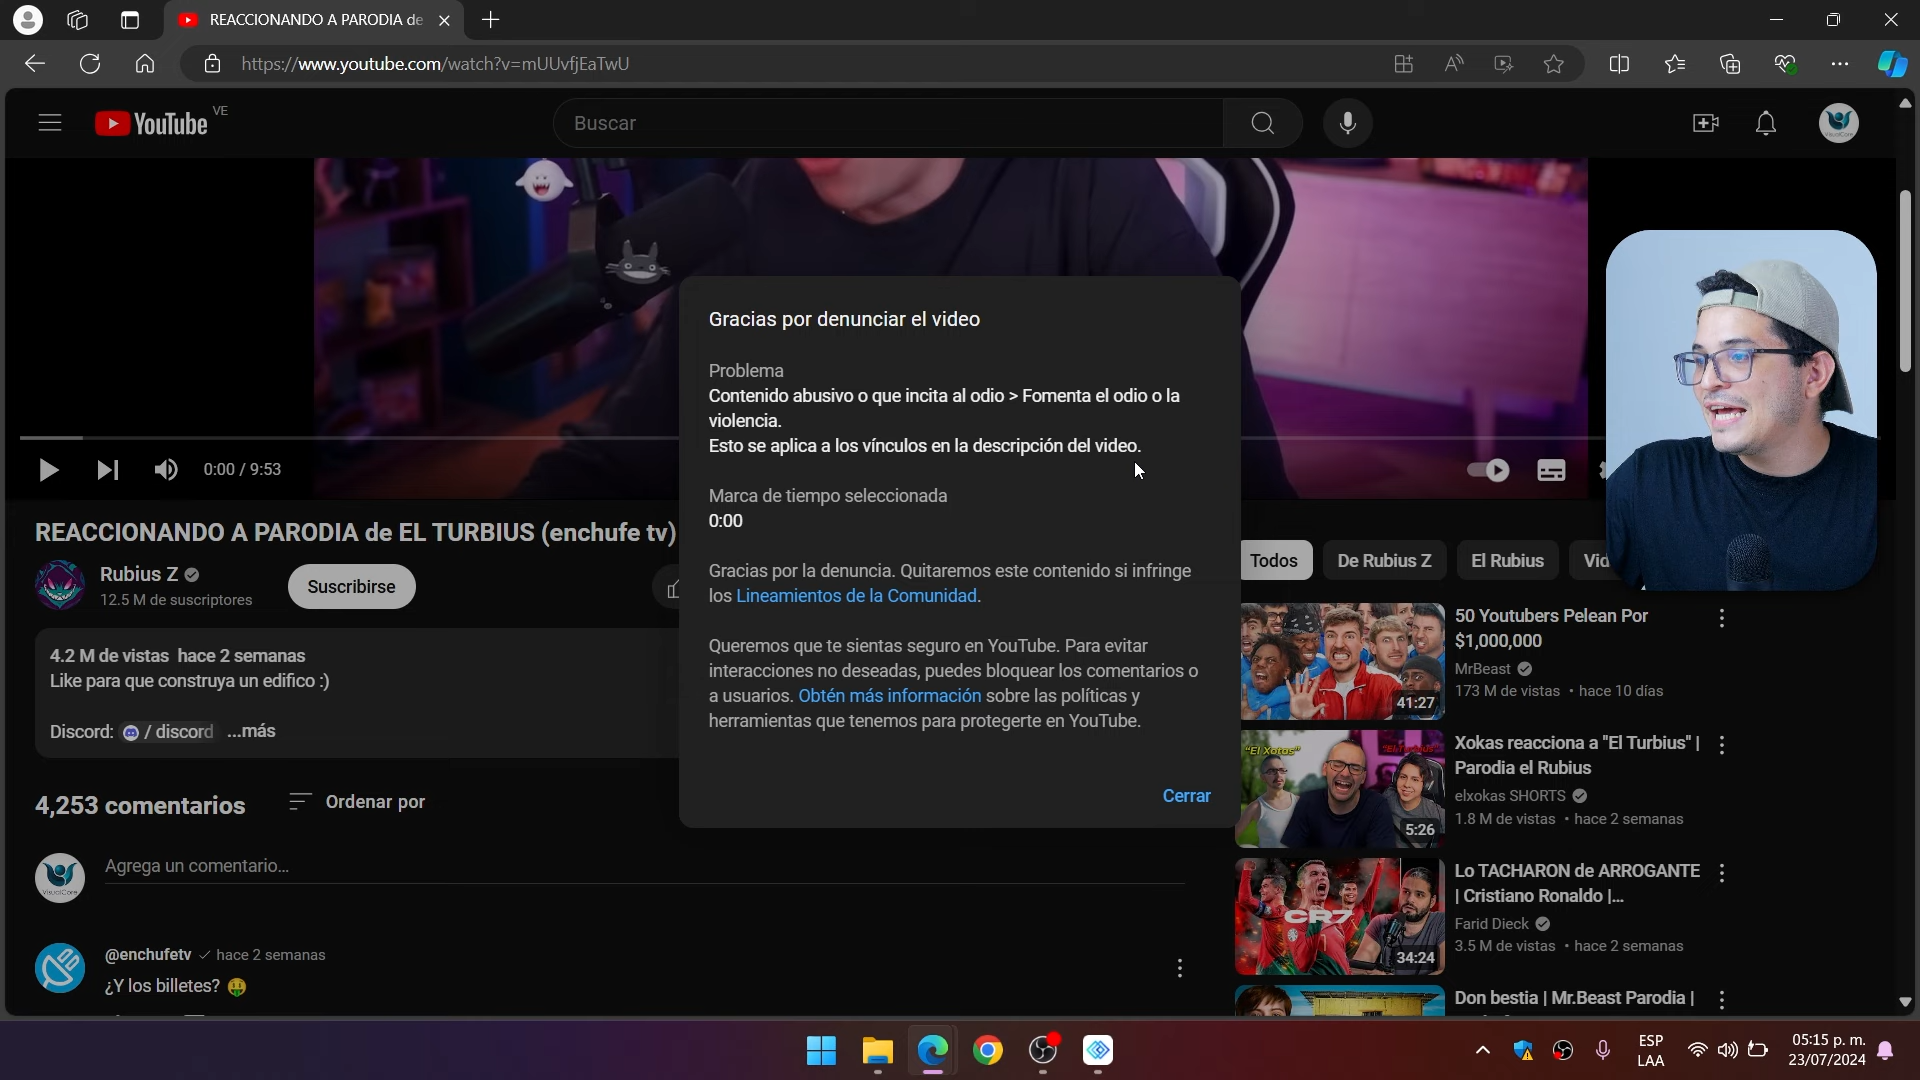 REACCIONANDO A PARODIA de
https://www.youtube.com/watch?v=mUUvfjEaTwU
YouTube VE
Buscar
Gracias por denunciar el video
Problema
Contenido abusivo o que incita al odio > Fomenta el odio o la
violencia.
Esto se aplica a los vínculos en la descripción del video.
Marca de tiempo seleccionada
0:00
Gracias por la denuncia. Quitaremos este contenido si infringe
los Lineamientos de la Comunidad.
Queremos que te sientas seguro en YouTube. Para evitar
interacciones no deseadas, puedes bloquear los comentarios o
a usuarios. Obtén más información sobre las políticas y
herramientas que tenemos para protegerte en YouTube.
Cerrar
0:00 / 9:53
REACCIONANDO A PARODIA de EL TURBIUS (enchufe tv)
Rubius Z
12.5 M de suscriptores
Suscribirse
4.2 M de vistas hace 2 semanas
Like para que construya un edifico :)
Discord: / discord ...más
4,253 comentarios
Ordenar por
Agrega un comentario...
@enchufetv hace 2 semanas
¿Y los billetes? 🤑
Todos
De Rubius Z
El Rubius
50 Youtubers Pelean Por
$1,000,000
MrBeast
173 M de vistas • hace 10 días
41:27
"El Xokas"
"El Turbius"
5:26
Xokas reacciona a "El Turbius" |
Parodia el Rubius
elxokas SHORTS
1.8 M de vistas • hace 2 semanas
CR7
34:24
Lo TACHARON de ARROGANTE
| Cristiano Ronaldo |...
Farid Dieck
3.5 M de vistas • hace 2 semanas
Don bestia | Mr.Beast Parodia |
VisualCore
ESP
LAA
05:15 p. m.
23/07/2024